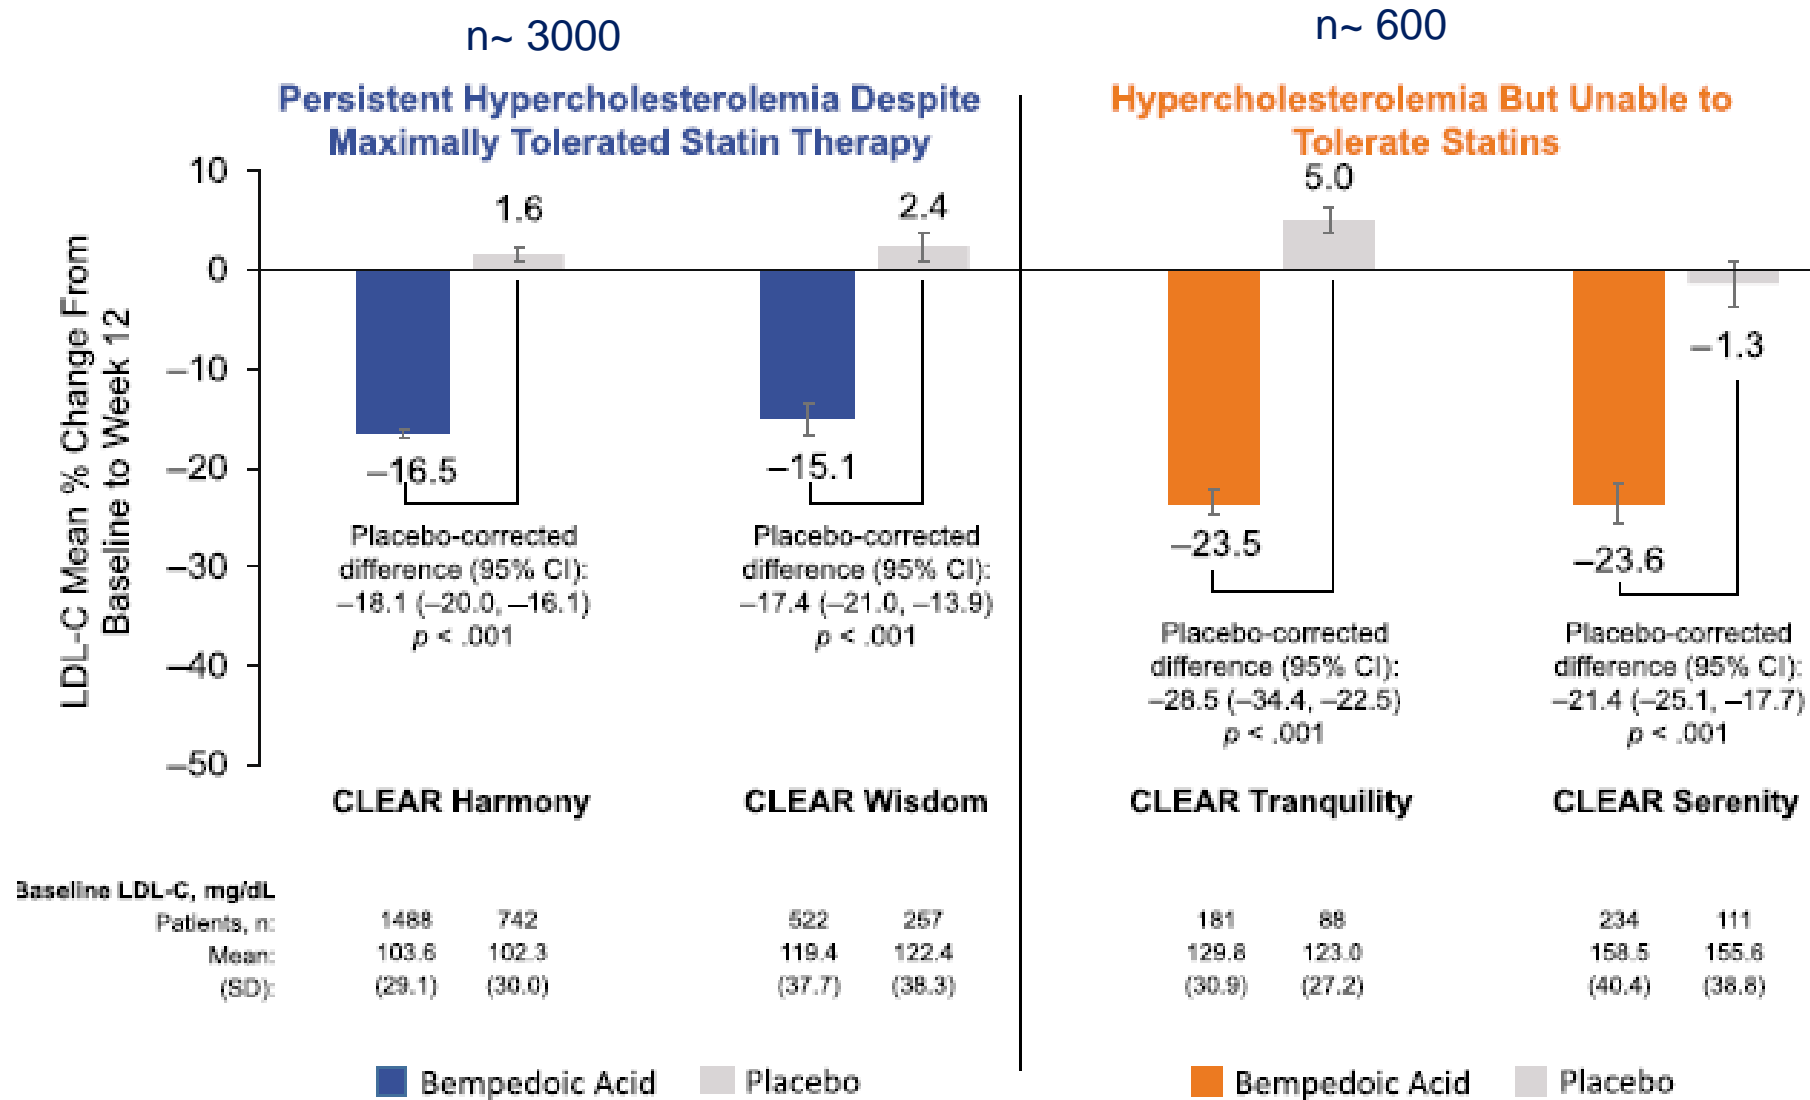 n~ 3000
n~ 600
Persistent Hypercholesterolemia Despite
Maximally Tolerated Statin Therapy
Hypercholesterolemia But Unable to
Tolerate Statins
LDL-C Mean % Change From
Baseline to Week 12
10
0
–10
–20
–30
–40
–50
1.6
–16.5
2.4
–15.1
5.0
–23.5
–1.3
–23.6
Placebo-corrected
difference (95% CI):
–18.1 (–20.0, –16.1)
p < .001
Placebo-corrected
difference (95% CI):
–17.4 (–21.0, –13.9)
p < .001
Placebo-corrected
difference (95% CI):
–28.5 (–34.4, –22.5)
p < .001
Placebo-corrected
difference (95% CI):
–21.4 (–25.1, –17.7)
p < .001
CLEAR Harmony CLEAR Wisdom CLEAR Tranquility CLEAR Serenity
Baseline LDL-C, mg/dL
Patients, n: 1488 742 522 257 181 88 234 111
Mean: 103.6 102.3 119.4 122.4 129.8 123.0 158.5 155.6
(SD): (29.1) (30.0) (37.7) (38.3) (30.9) (27.2) (40.4) (38.8)
Bempedoic Acid Placebo Bempedoic Acid Placebo